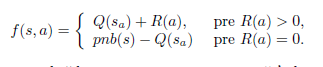 f(s, a) = { Q(s_a) + R(a), pre R(a) > 0,
pnb(s) − Q(s_a) pre R(a) = 0.